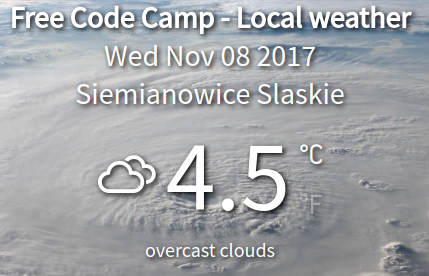 Free Code Camp - Local weather
Wed Nov 08 2017
Siemianowice Slaskie
4.5 °C
°F
overcast clouds